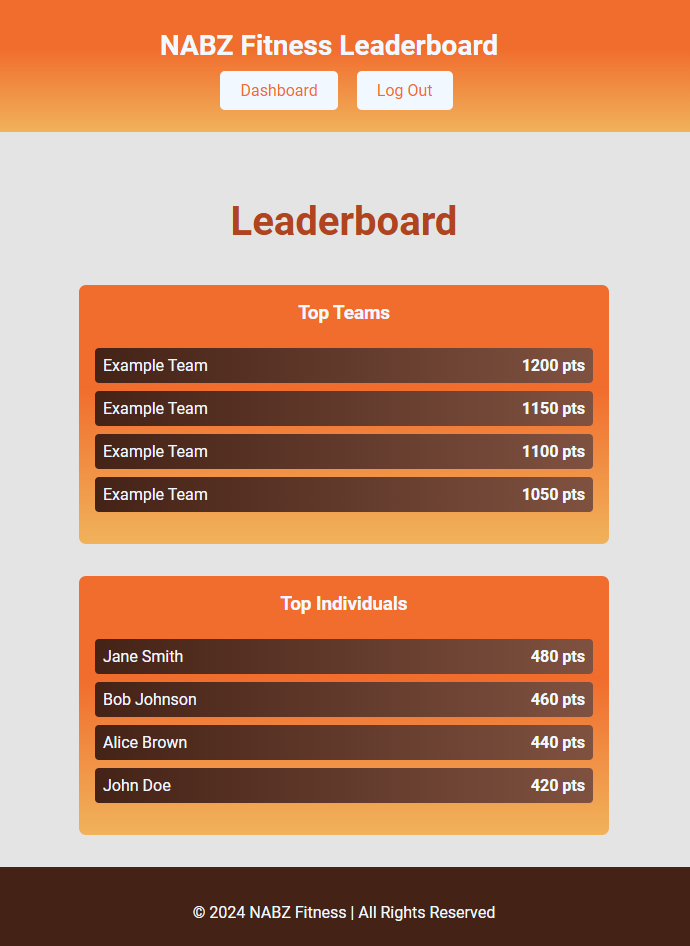 NABZ Fitness Leaderboard
Dashboard Log Out
Leaderboard
Top Teams
Example Team 1200 pts
Example Team 1150 pts
Example Team 1100 pts
Example Team 1050 pts
Top Individuals
Jane Smith 480 pts
Bob Johnson 460 pts
Alice Brown 440 pts
John Doe 420 pts
© 2024 NABZ Fitness | All Rights Reserved